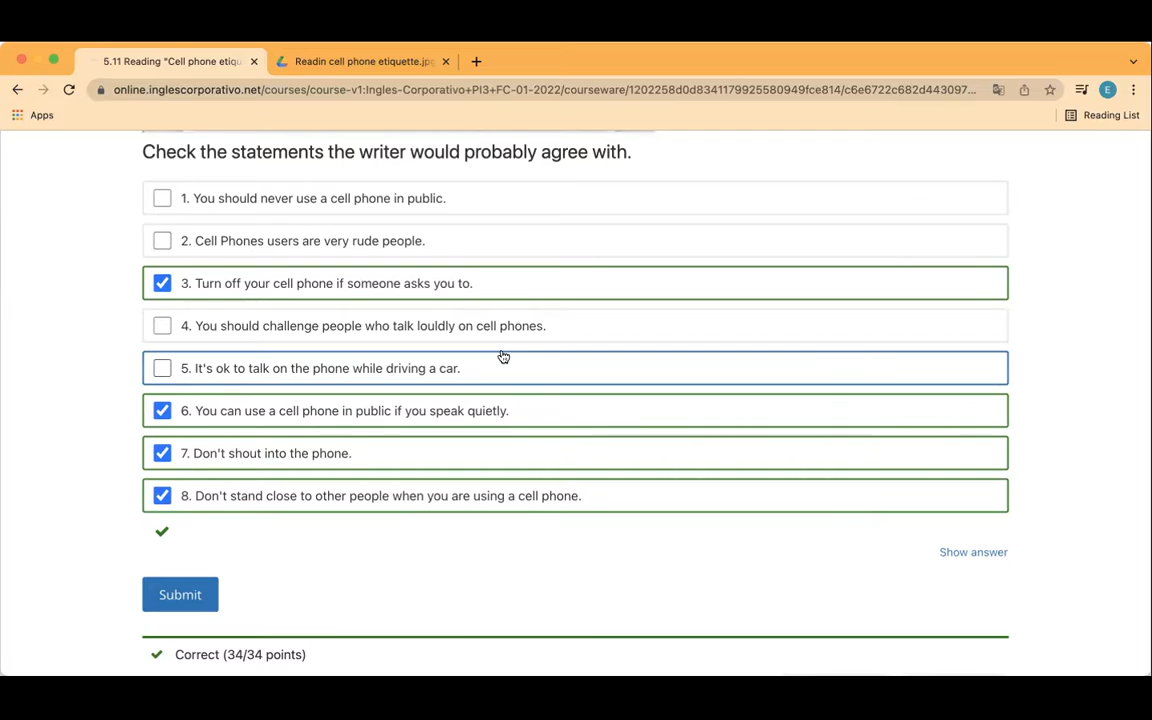 5.11 Reading "Cell phone etiqu
Readin cell phone etiquette.jpg
online.inglescorporativo.net/courses/course-v1:Ingles-Corporativo+PI3+FC-01-2022/courseware/1202258d0d8341179925580949fce814/c6e6722c682d443097...
E
Apps
Reading List
Check the statements the writer would probably agree with.
1. You should never use a cell phone in public.
2. Cell Phones users are very rude people.
3. Turn off your cell phone if someone asks you to.
4. You should challenge people who talk louldly on cell phones.
5. It's ok to talk on the phone while driving a car.
6. You can use a cell phone in public if you speak quietly.
7. Don't shout into the phone.
8. Don't stand close to other people when you are using a cell phone.
Show answer
Submit
Correct (34/34 points)